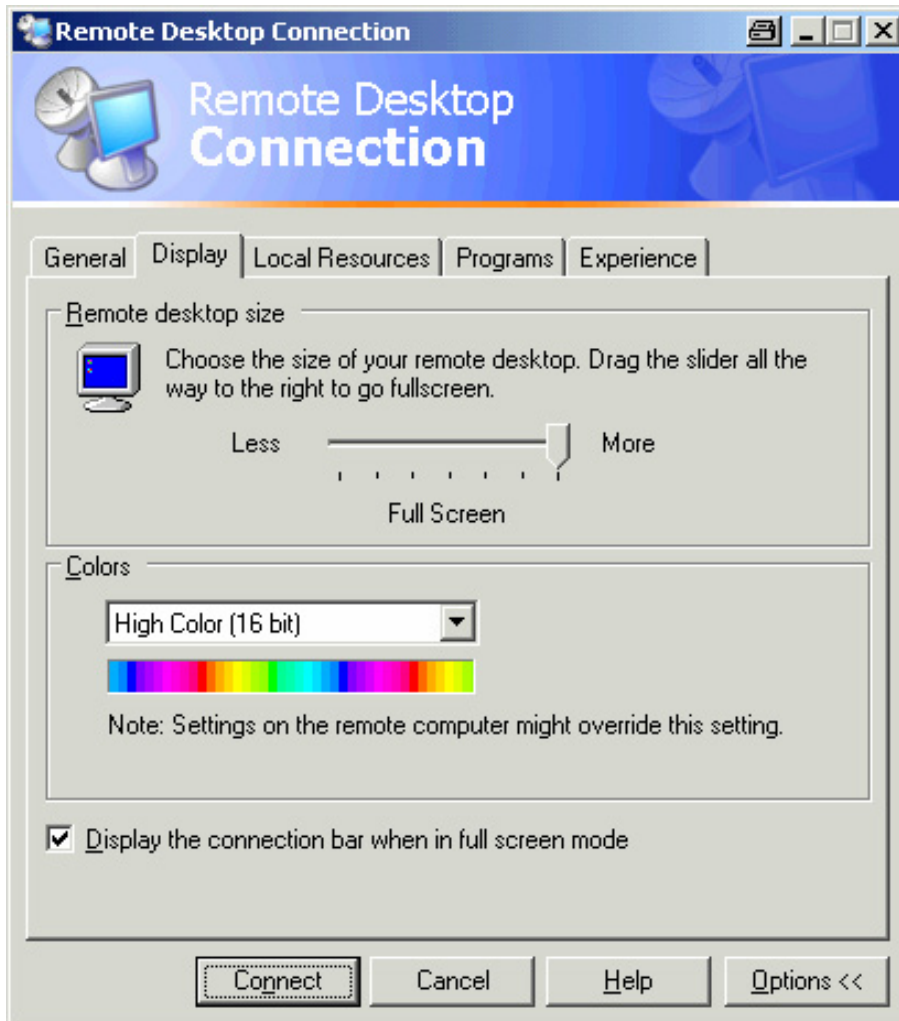 Remote Desktop Connection
Remote Desktop
Connection
General Display Local Resources Programs Experience
Remote desktop size
Choose the size of your remote desktop. Drag the slider all the
way to the right to go fullscreen.
Less More
Full Screen
Colors
High Color (16 bit)
Note: Settings on the remote computer might override this setting.
Display the connection bar when in full screen mode
Connect Cancel Help Options <<